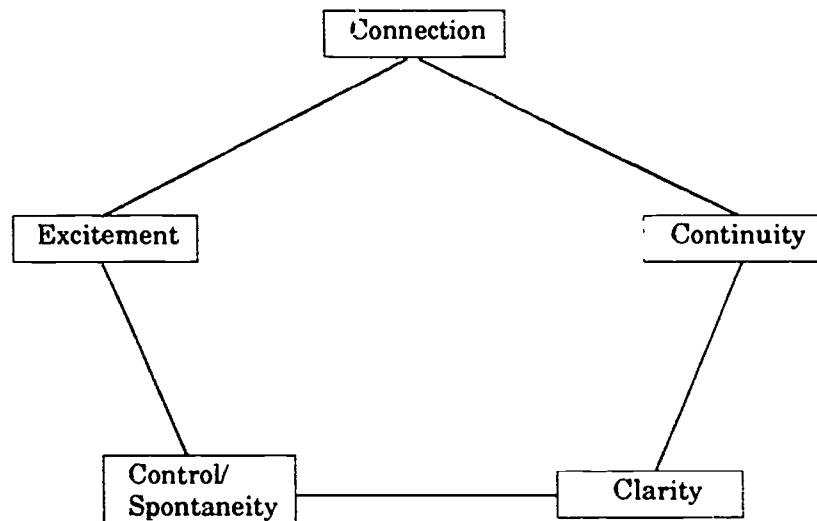 Connection
Excitement
Continuity
Control/
Spontaneity
Clarity